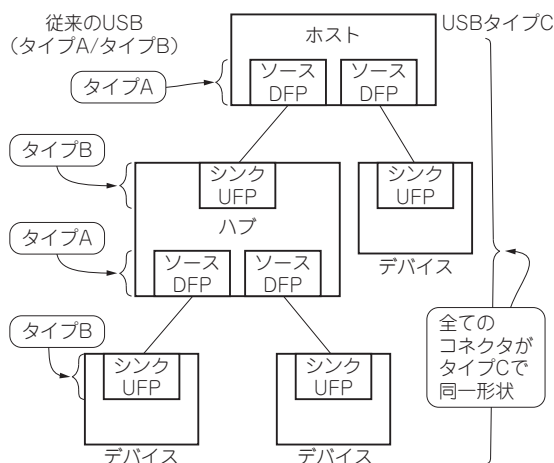 従来のUSB
（タイプA/タイプB）
ホスト
USBタイプC
タイプA
ソース
DFP
ソース
DFP
タイプB
シンク
UFP
シンク
UFP
ハブ
デバイス
タイプA
ソース
DFP
ソース
DFP
全ての
コネクタが
タイプCで
同一形状
タイプB
シンク
UFP
シンク
UFP
デバイス
デバイス